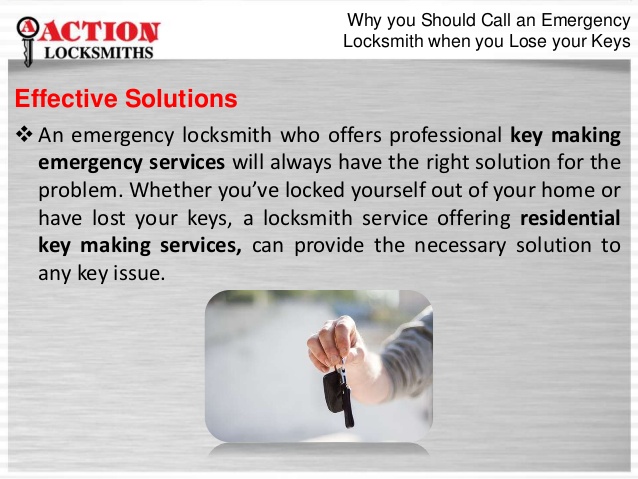 A ACTION
LOCKSMITHS
Why you Should Call an Emergency
Locksmith when you Lose your Keys
Effective Solutions
❖ An emergency locksmith who offers professional key making
emergency services will always have the right solution for the
problem. Whether you’ve locked yourself out of your home or
have lost your keys, a locksmith service offering residential
key making services, can provide the necessary solution to
any key issue.